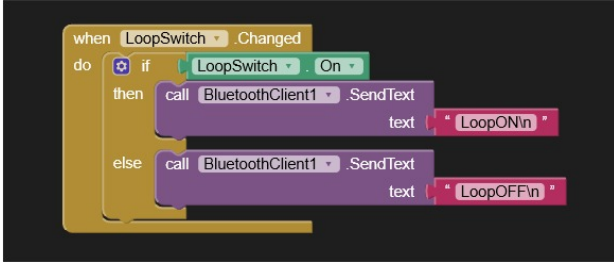 when LoopSwitch .Changed
do if LoopSwitch . On
then call BluetoothClient1 .SendText
text " LoopON\n "
else call BluetoothClient1 .SendText
text " LoopOFF\n "